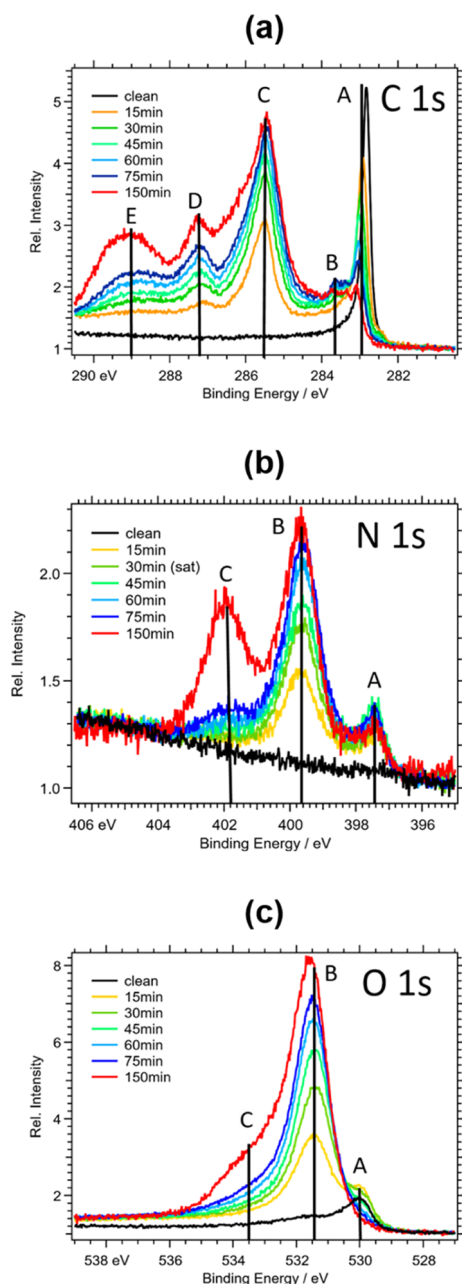 (a)
C 1s
clean
15min
30min
45min
60min
75min
150min
A
B
C
D
E
Rel. Intensity
5
4
3
2
1
290 eV
288
286
284
282
Binding Energy / eV
(b)
N 1s
clean
15min
30min (sat)
45min
60min
75min
150min
B
C
A
Rel. Intensity
2.0
1.5
1.0
406 eV
404
402
400
398
396
Binding Energy / eV
(c)
O 1s
clean
15min
30min
45min
60min
75min
150min
B
C
A
Rel. Intensity
8
6
4
2
538 eV
536
534
532
530
528
Binding Energy / eV